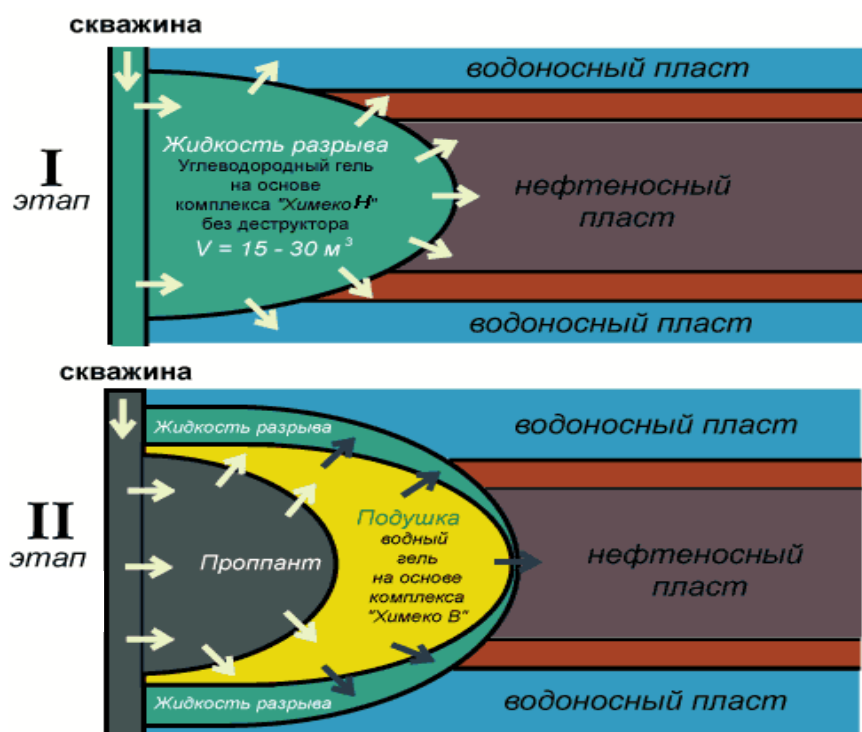 скважина
I
этап
водоносный пласт
Жидкость разрыва
Углеводородный гель
на основе
комплекса "Химеко Н"
без деструктора
V = 15 - 30 м³
нефтеносный
пласт
водоносный пласт
скважина
II
этап
Жидкость разрыва
водоносный пласт
Проппант
Подушка
водный
гель
на основе
комплекса
"Химеко В"
нефтеносный
пласт
Жидкость разрыва
водоносный пласт